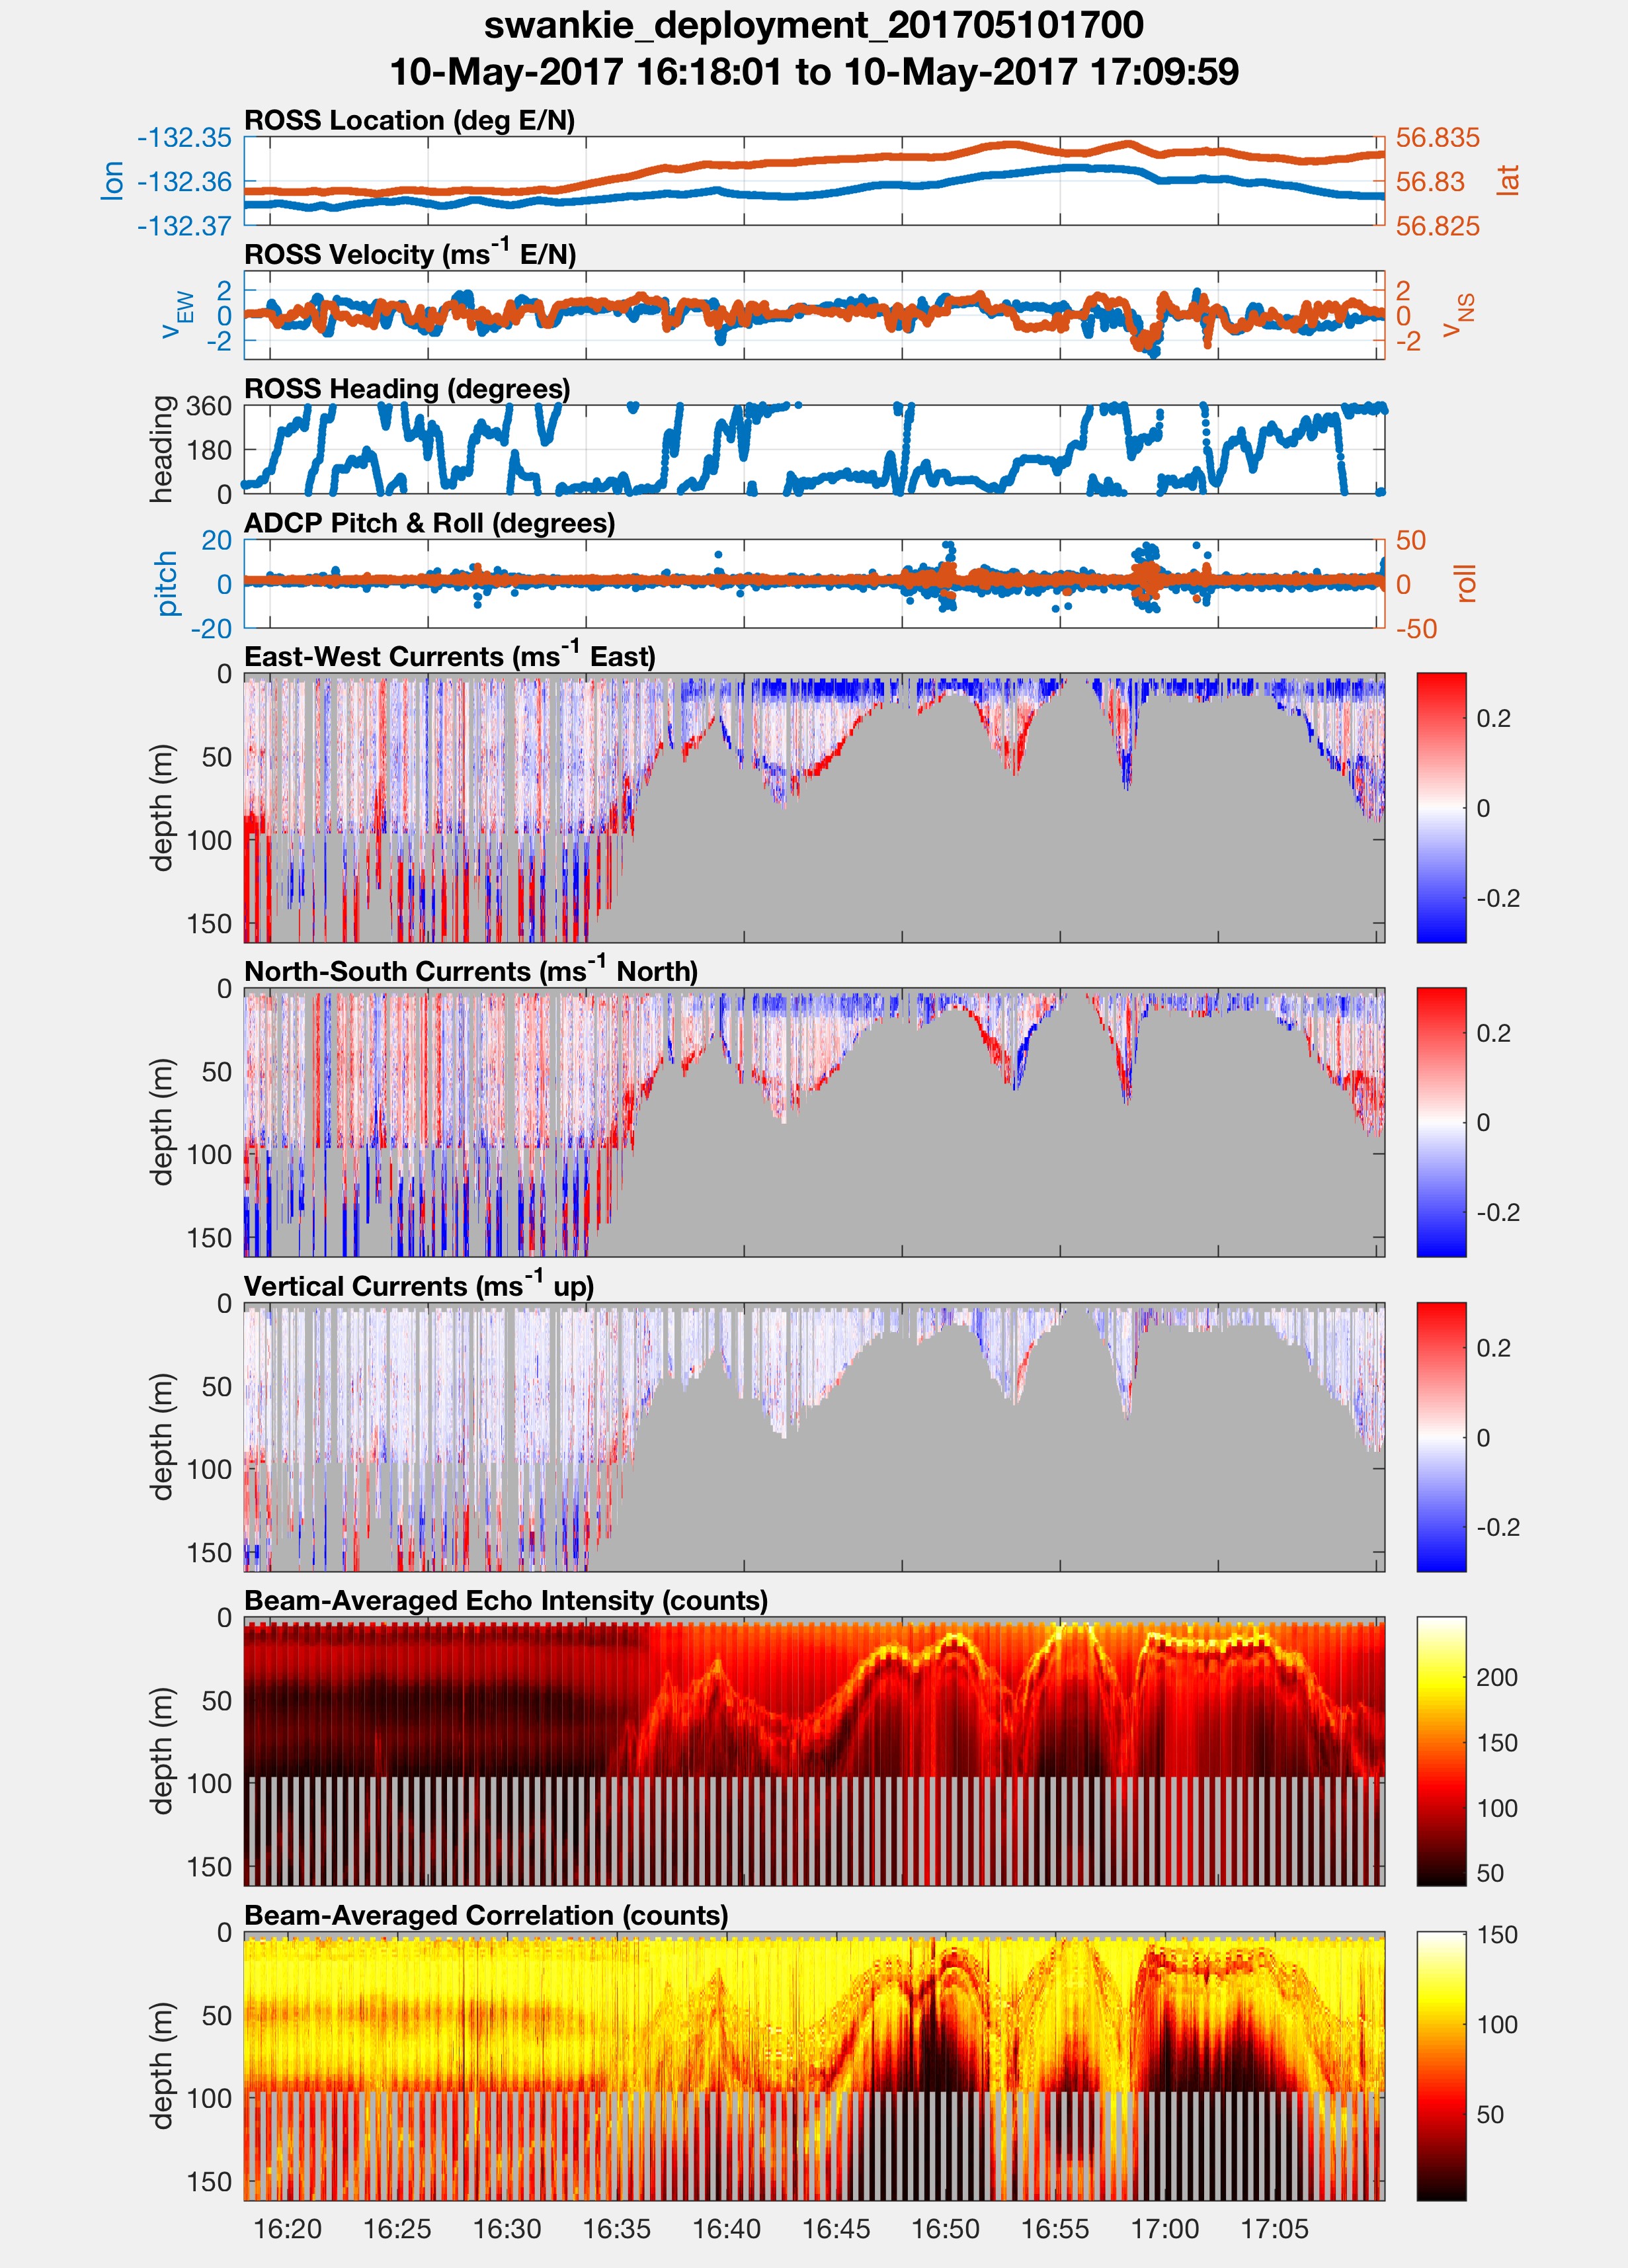 swankie_deployment_201705101700
10-May-2017 16:18:01 to 10-May-2017 17:09:59
ROSS Location (deg E/N)
-132.35
-132.36
-132.37
lon
56.835
56.83
56.825
lat
ROSS Velocity (ms-1 E/N)
2
0
-2
vEW
2
0
-2
vNS
ROSS Heading (degrees)
360
180
0
heading
ADCP Pitch & Roll (degrees)
20
0
-20
pitch
50
0
-50
roll
East-West Currents (ms-1 East)
0
50
100
150
depth (m)
0.2
0
-0.2
North-South Currents (ms-1 North)
0
50
100
150
depth (m)
0.2
0
-0.2
Vertical Currents (ms-1 up)
0
50
100
150
depth (m)
0.2
0
-0.2
Beam-Averaged Echo Intensity (counts)
0
50
100
150
depth (m)
200
150
100
50
Beam-Averaged Correlation (counts)
0
50
100
150
depth (m)
150
100
50
16:20 16:25 16:30 16:35 16:40 16:45 16:50 16:55 17:00 17:05